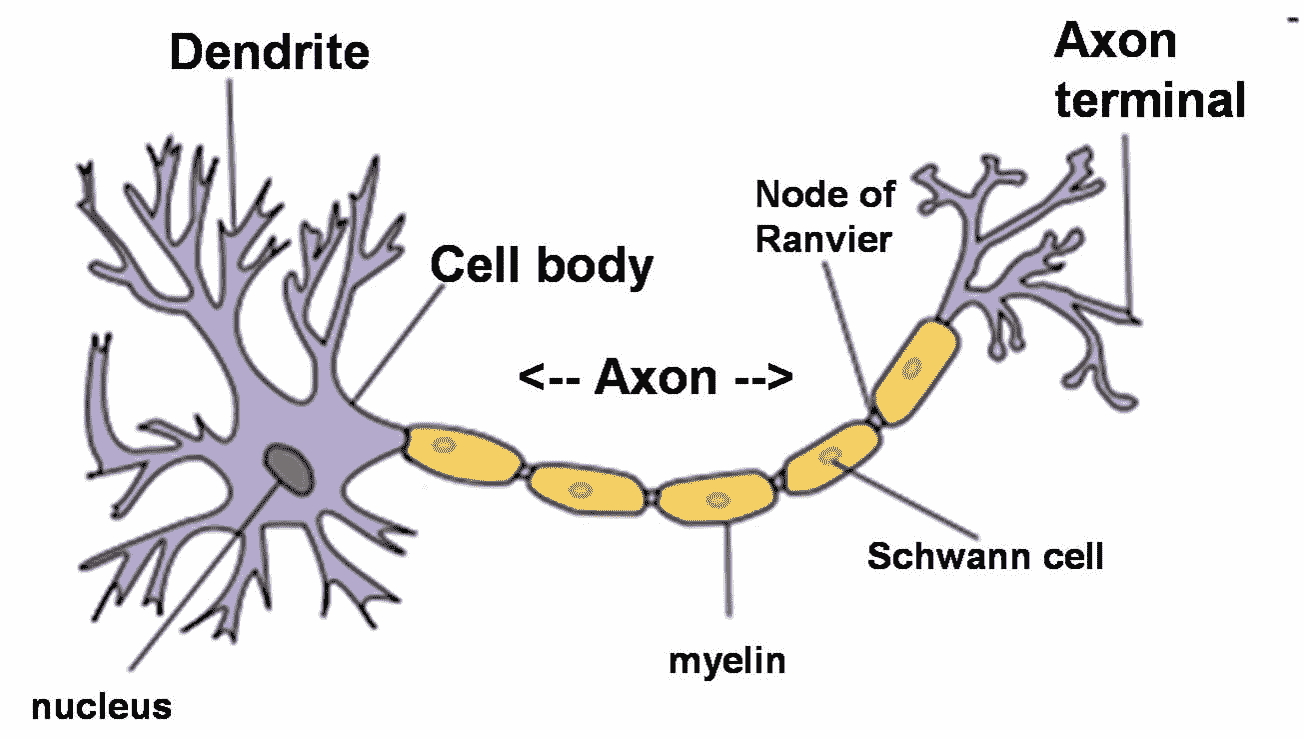 Dendrite
Axon
terminal
Node of
Ranvier
Cell body
<-- Axon -->
Schwann cell
myelin
nucleus